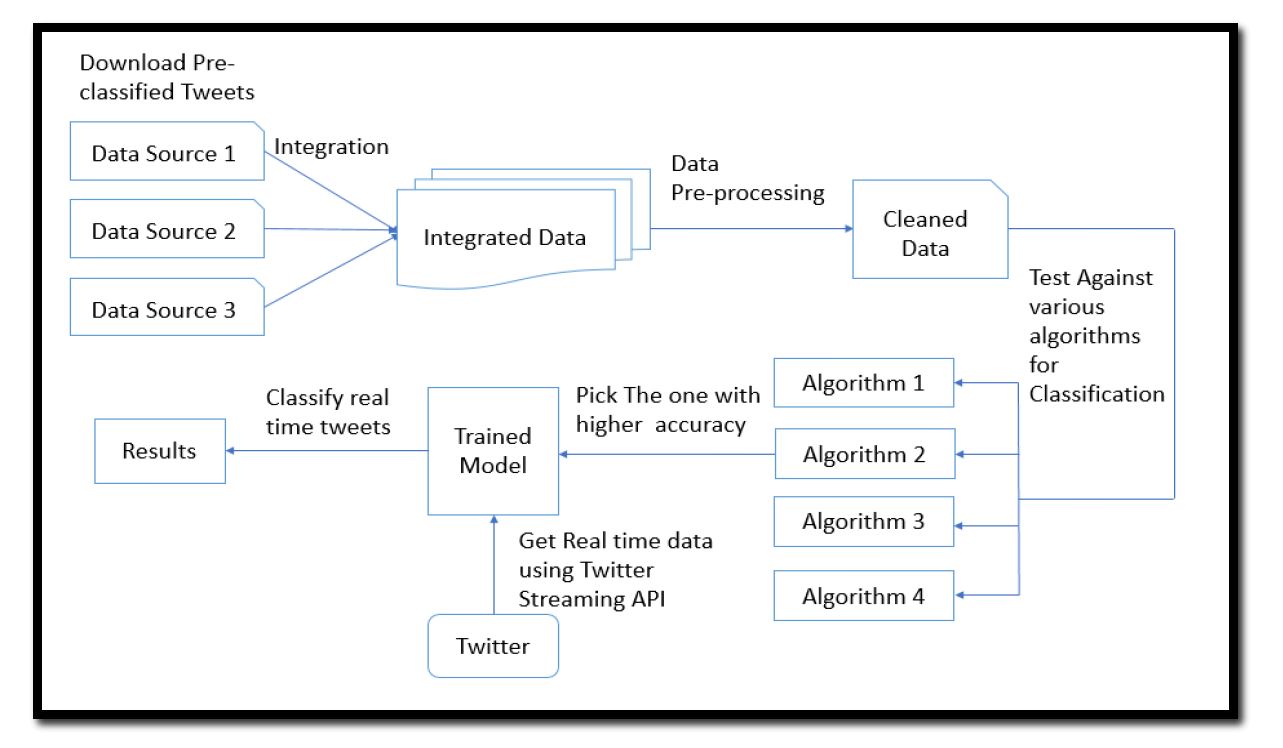 Download Pre-
classified Tweets
Data Source 1
Integration
Data Source 2
Data Source 3
Integrated Data
Data
Pre-processing
Cleaned
Data
Test Against
various
algorithms
for
Classification
Algorithm 1
Algorithm 2
Algorithm 3
Algorithm 4
Pick The one with
higher accuracy
Trained
Model
Classify real
time tweets
Results
Get Real time data
using Twitter
Streaming API
Twitter